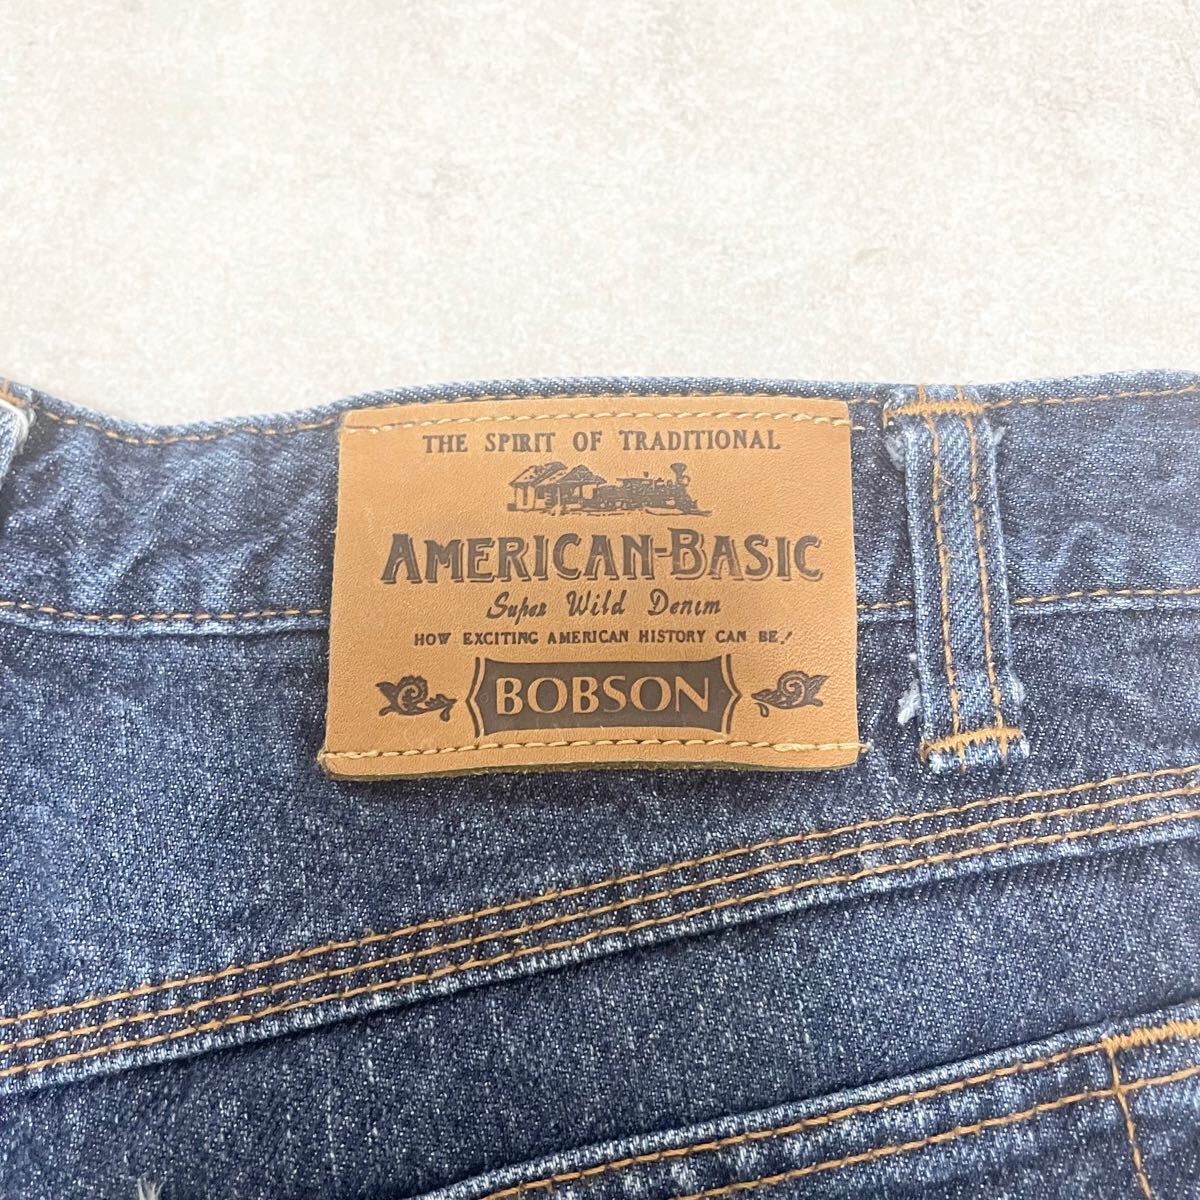 THE SPIRIT OF TRADITIONAL
AMERICAN-BASIC
Super Wild Denim
HOW EXCITING AMERICAN HISTORY CAN BE!
BOBSON